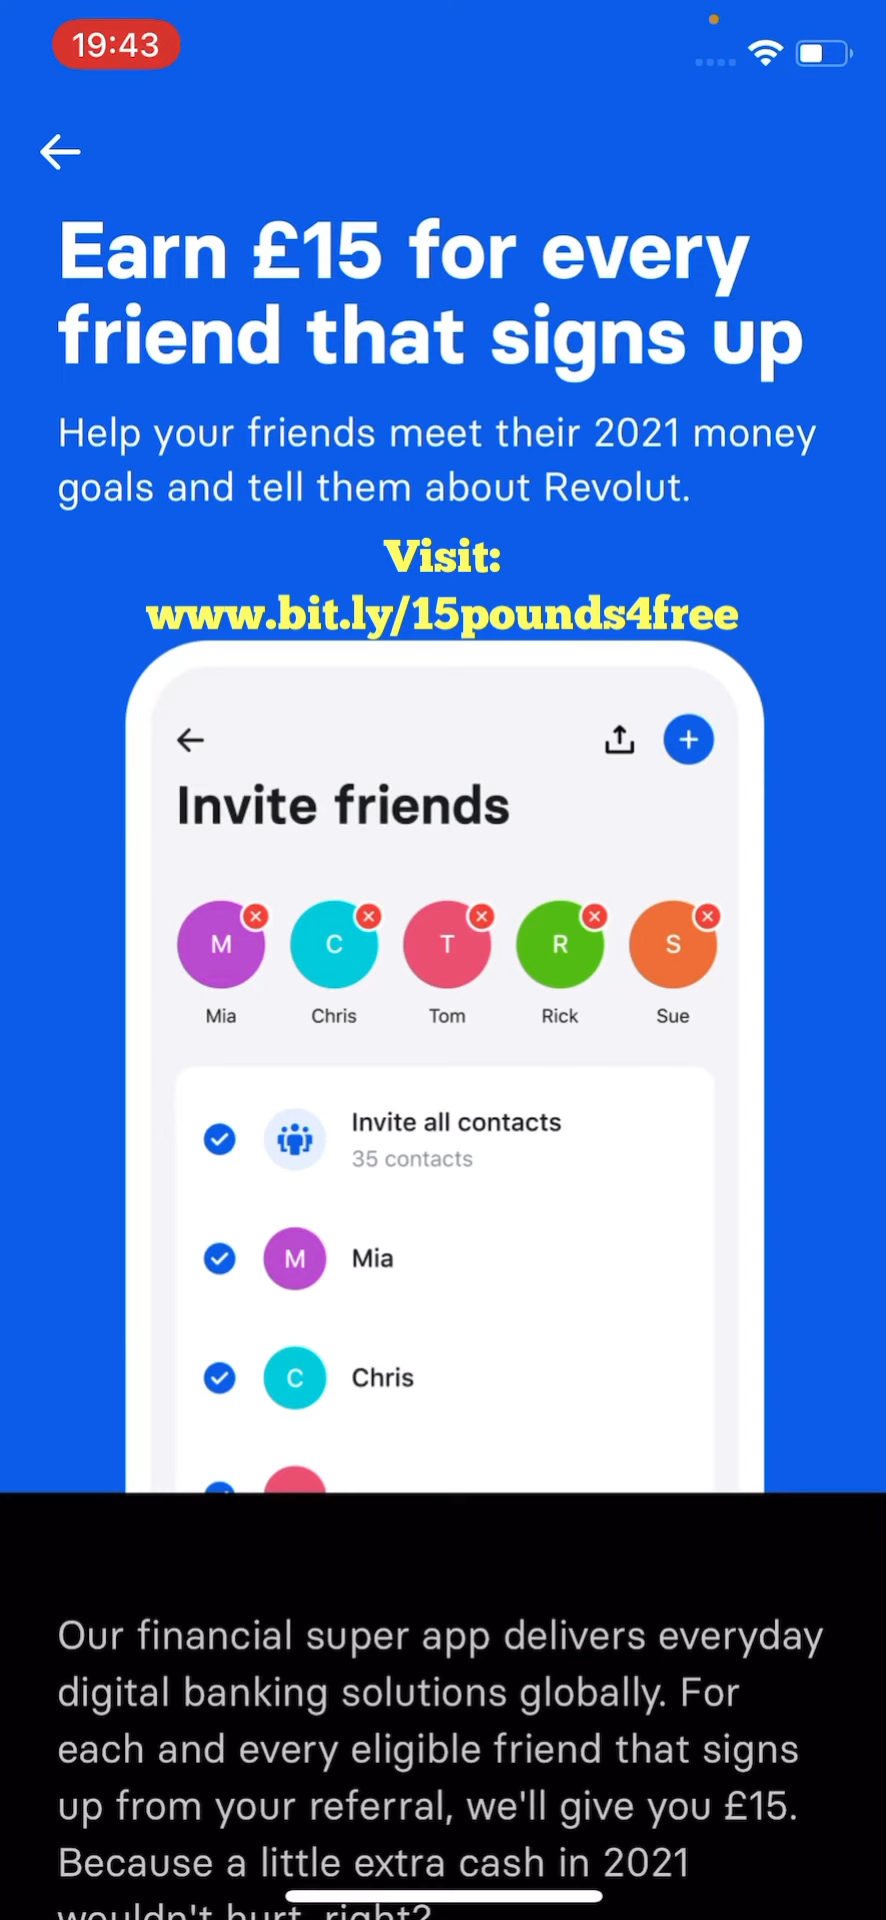 19:43
Earn £15 for every
friend that signs up
Help your friends meet their 2021 money
goals and tell them about Revolut.
Visit:
www.bit.ly/15pounds4free
Invite friends
M C T R S
Mia Chris Tom Rick Sue
Invite all contacts
35 contacts
M Mia
C Chris
Our financial super app delivers everyday
digital banking solutions globally. For
each and every eligible friend that signs
up from your referral, we'll give you £15.
Because a little extra cash in 2021
wouldn't hurt, right?